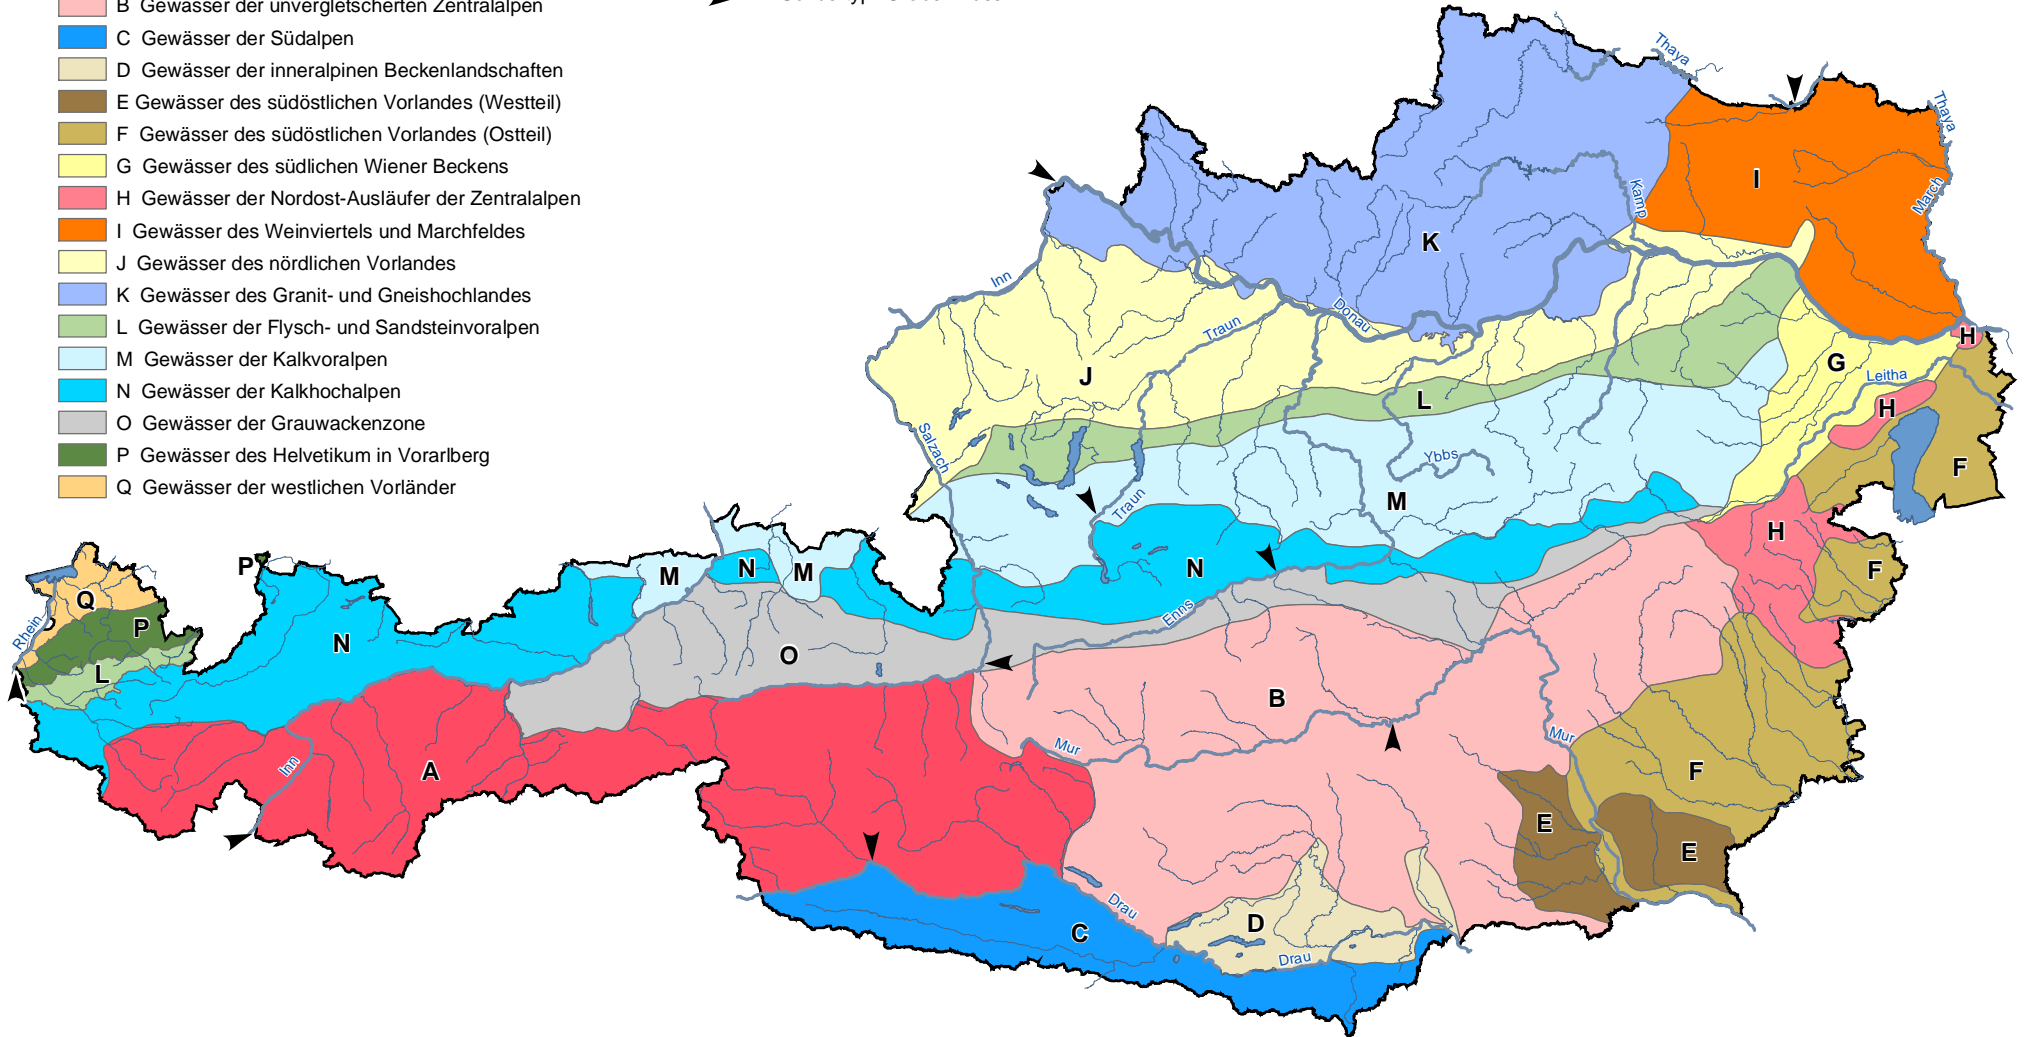 B Gewässer der unvergletscherten Zentralalpen
C Gewässer der Südalpen
D Gewässer der inneralpinen Beckenlandschaften
E Gewässer des südöstlichen Vorlandes (Westteil)
F Gewässer des südöstlichen Vorlandes (Ostteil)
G Gewässer des südlichen Wiener Beckens
H Gewässer der Nordost-Ausläufer der Zentralalpen
I Gewässer des Weinviertels und Marchfeldes
J Gewässer des nördlichen Vorlandes
K Gewässer des Granit- und Gneishochlandes
L Gewässer der Flysch- und Sandsteinvoralpen
M Gewässer der Kalkvoralpen
N Gewässer der Kalkhochalpen
O Gewässer der Grauwackenzone
P Gewässer des Helvetikum in Vorarlberg
Q Gewässer der westlichen Vorländer
Thaya
Thaya
I
Kamp
March
K
Inn
Donau
Traun
H
G
J
Leitha
L
H
Salzach
Ybbs
F
M
Traun
H
P
M
N
M
N
F
Q
Enns
P
Rhein
N
O
L
B
Mur
Mur
Inn
A
F
E
E
Drau
D
C
Drau